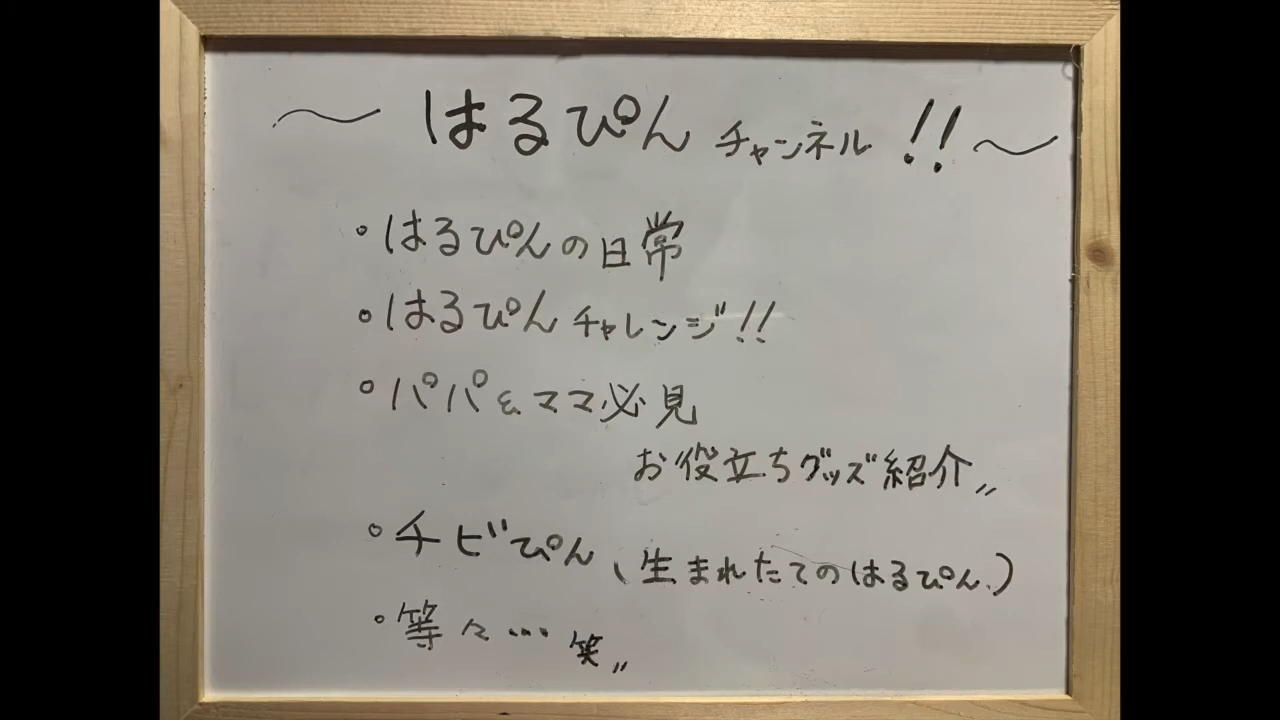 〜はるぴんチャンネル!!〜
・はるぴんの日常
・はるぴんチャレンジ!!
・パパ&ママ必見
お役立ちグッズ紹介〃
・チビぴん(生まれたてのはるぴん.)
・等々…笑〃